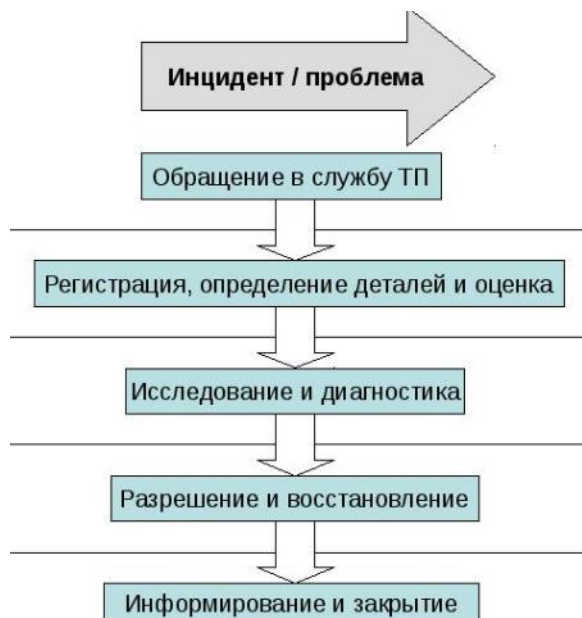 Инцидент / проблема
Обращение в службу ТП
Регистрация, определение деталей и оценка
Исследование и диагностика
Разрешение и восстановление
Информирование и закрытие